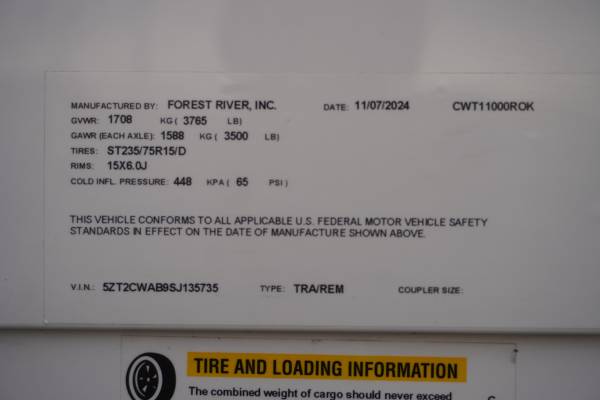 MANUFACTURED BY: FOREST RIVER, INC. DATE: 11/07/2024 CWT11000ROK
GVWR: 1708 KG ( 3765 LB)
GAWR (EACH AXLE): 1588 KG ( 3500 LB)
TIRES: ST235/75R15/D
RIMS: 15X6.0J
COLD INFL. PRESSURE: 448 KPA ( 65 PSI )
THIS VEHICLE CONFORMS TO ALL APPLICABLE U.S. FEDERAL MOTOR VEHICLE SAFETY
STANDARDS IN EFFECT ON THE DATE OF MANUFACTURE SHOWN ABOVE.
V.I.N.: 5ZT2CWAB9SJ135735 TYPE: TRA/REM COUPLER SIZE:
TIRE AND LOADING INFORMATION
The combined weight of cargo should never exceed